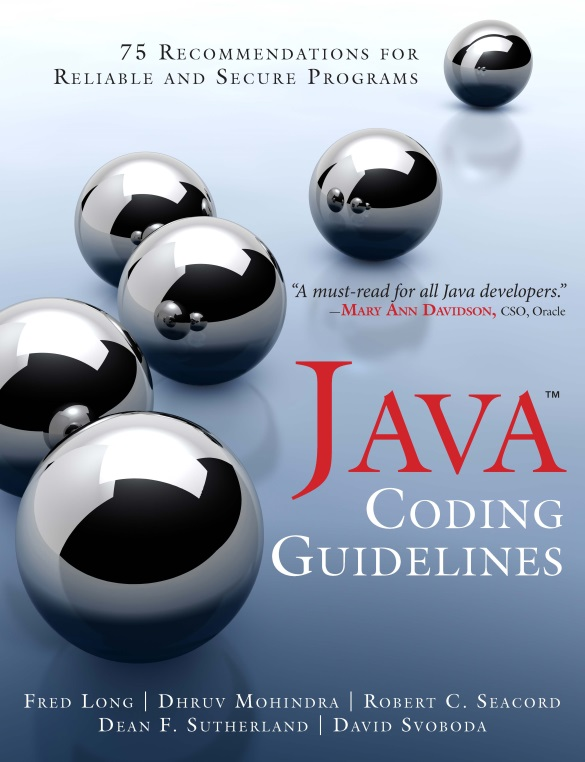 75 Recommendations for
Reliable and Secure Programs
“A must-read for all Java developers.”
—Mary Ann Davidson, CSO, Oracle
Java™
Coding
Guidelines
Fred Long | Dhruv Mohindra | Robert C. Seacord
Dean F. Sutherland | David Svoboda